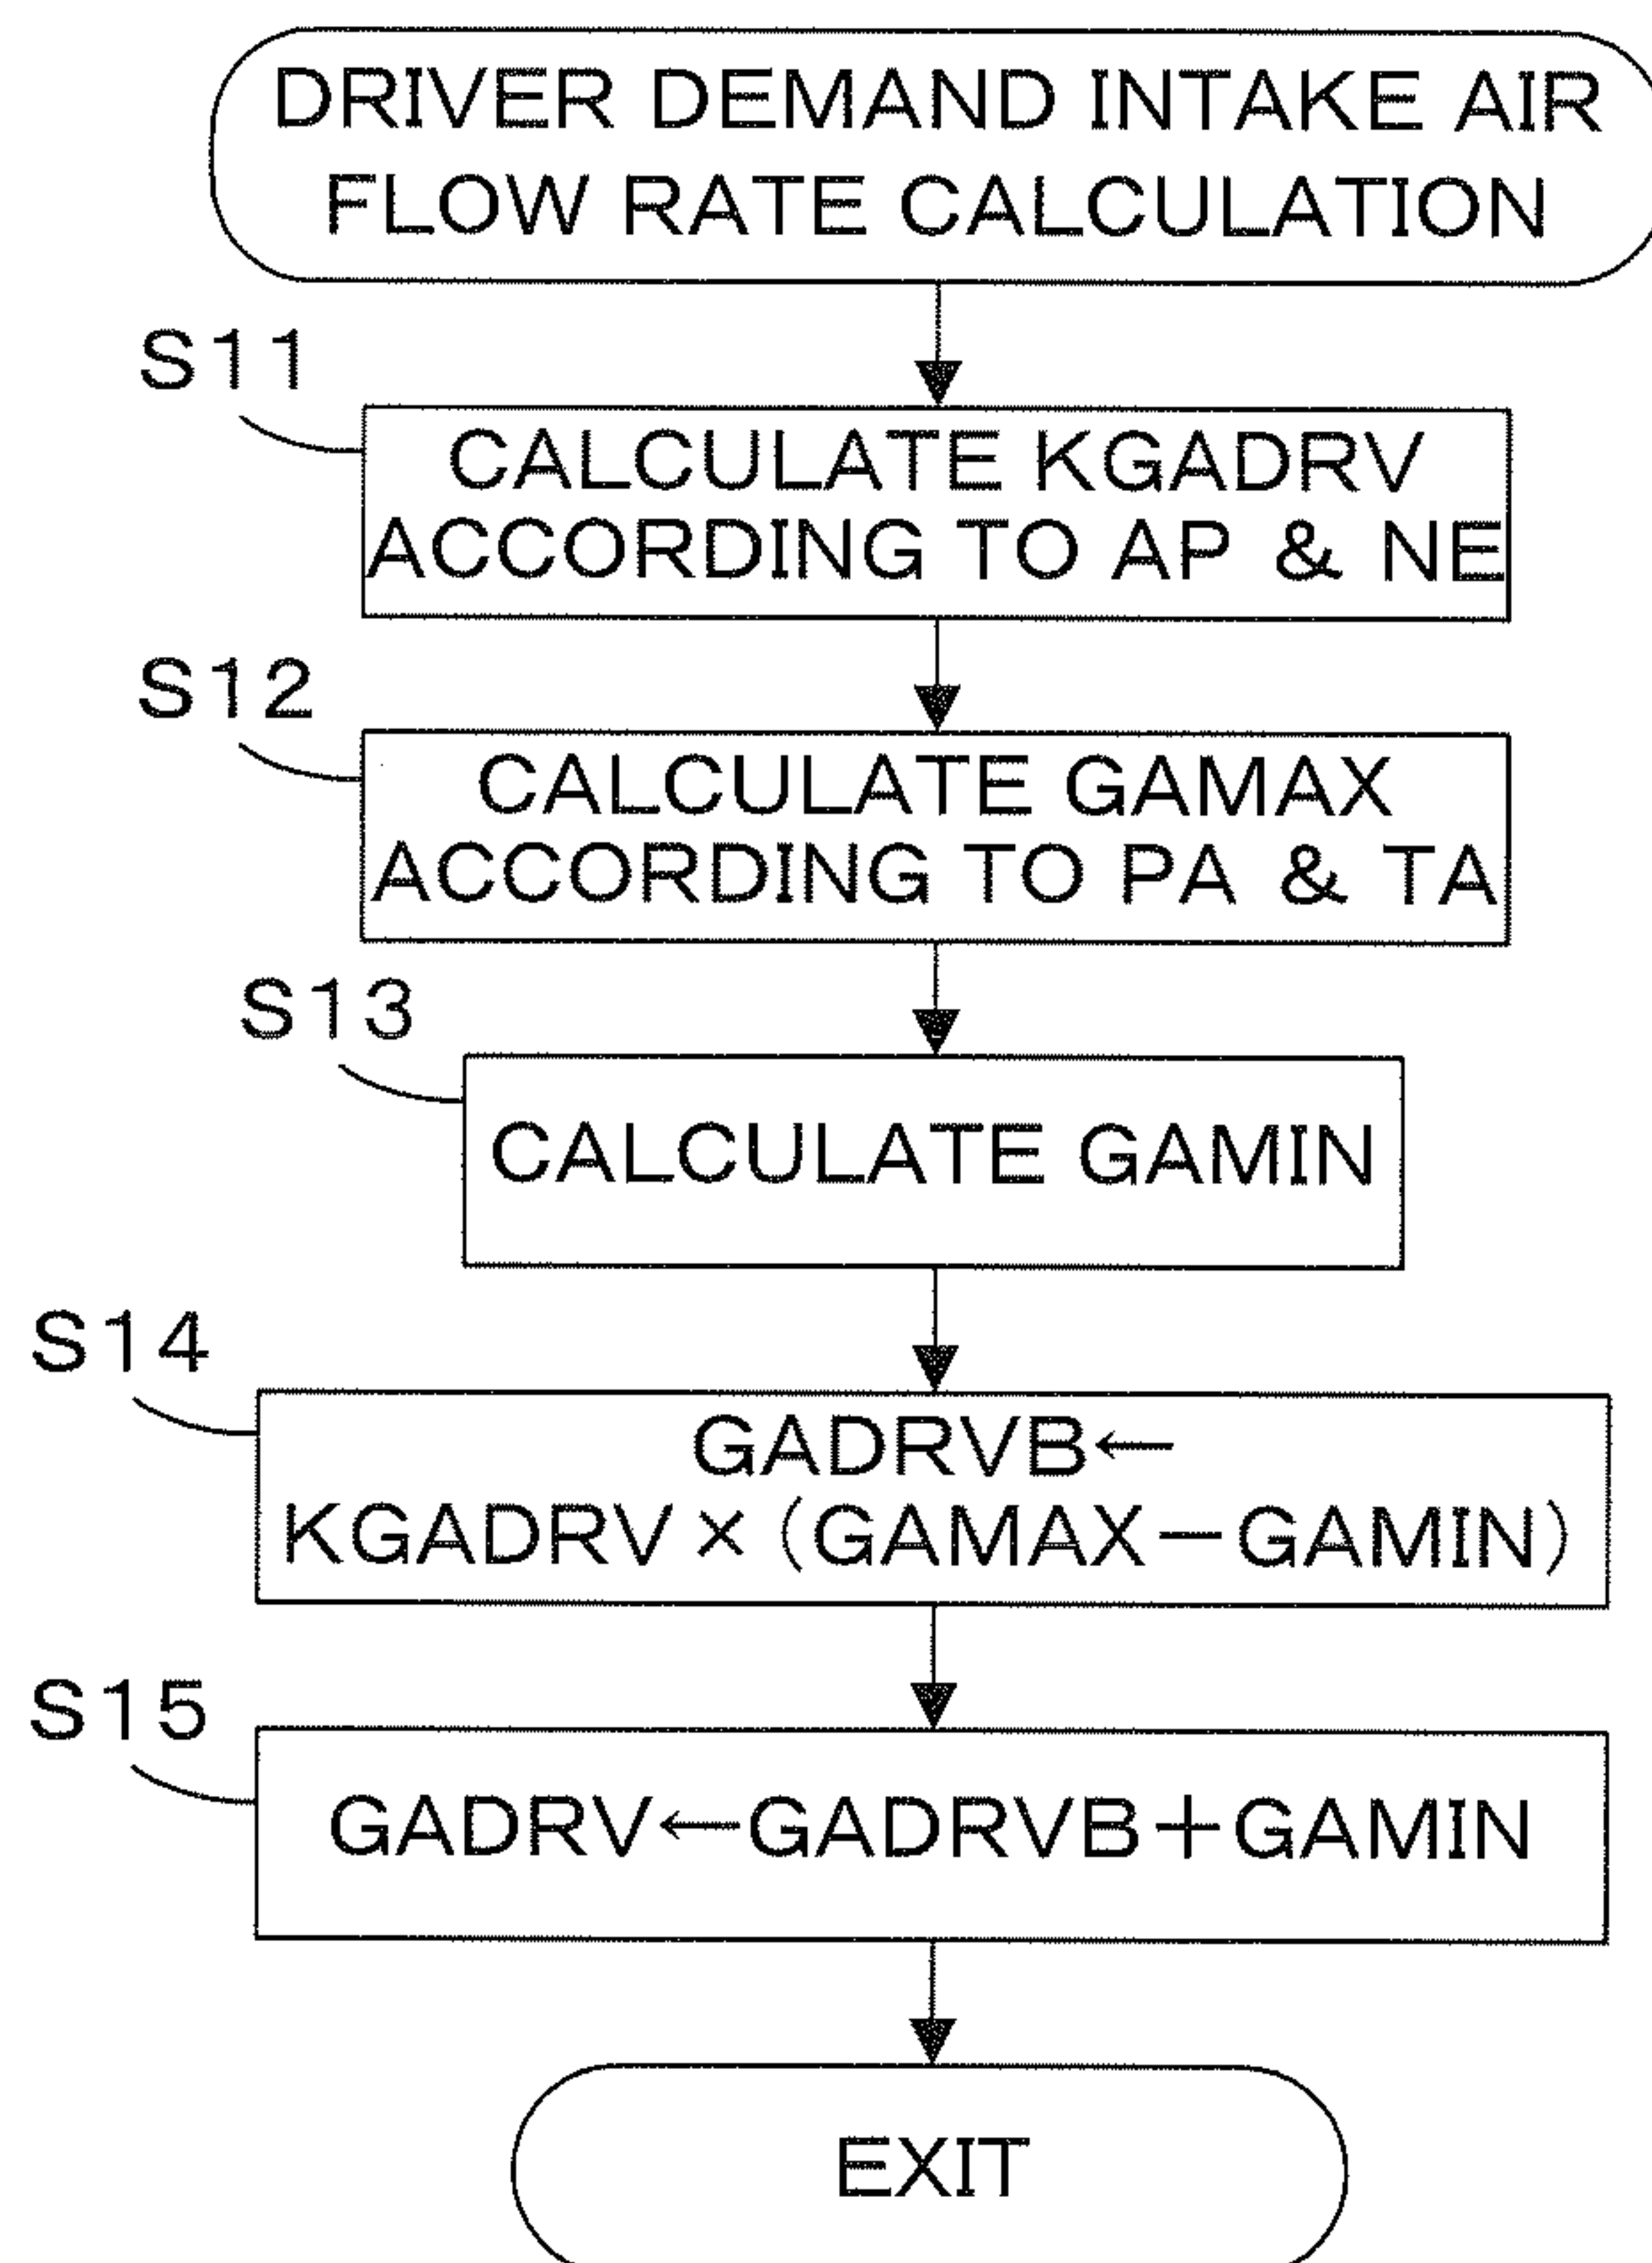 DRIVER DEMAND INTAKE AIR
FLOW RATE CALCULATION
S11
CALCULATE KGADRV
ACCORDING TO AP & NE
S12
CALCULATE GAMAX
ACCORDING TO PA & TA
S13
CALCULATE GAMIN
S14
GADRVB←
KGADRV×(GAMAX−GAMIN)
S15
GADRV←GADRVB+GAMIN
EXIT